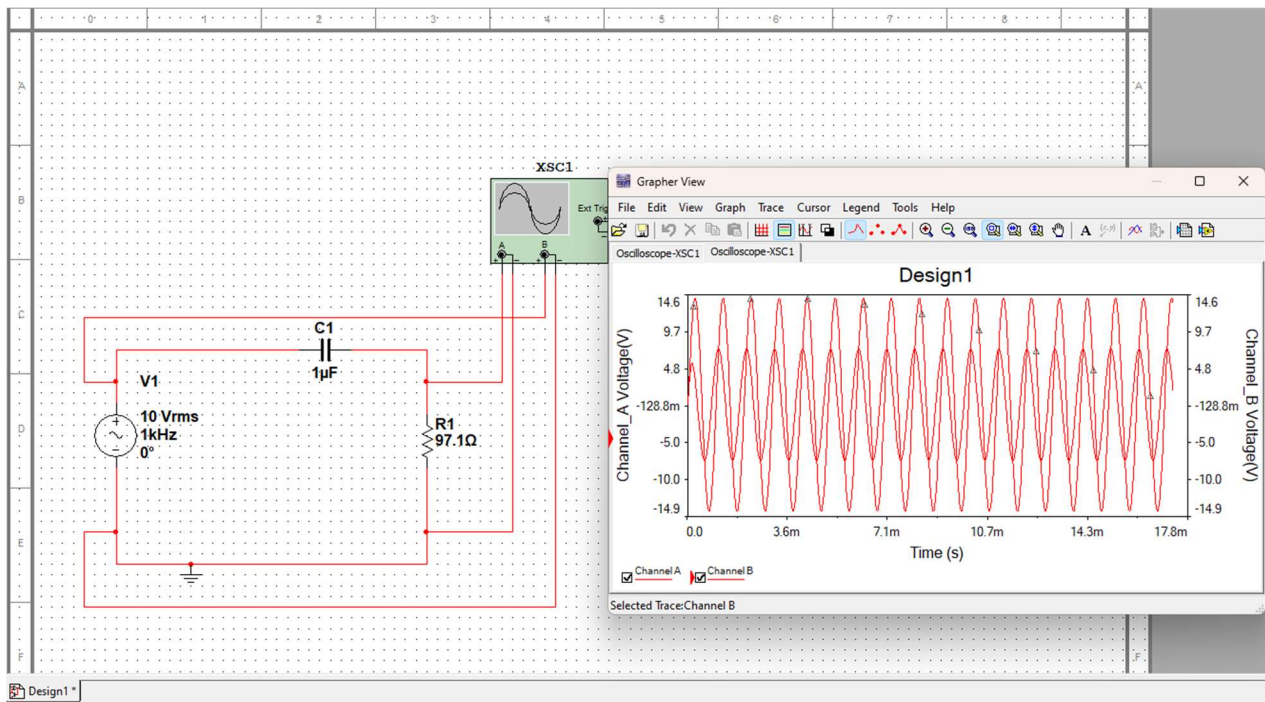 0 1 2 3 4 5 6 7 8
A A
B
C
D
E
F F
XSC1
Ext Trig
+
A B
+ - + -
C1
1µF
V1
+
10 Vrms
1kHz
0°
R1
97.1Ω
Grapher View
File Edit View Graph Trace Cursor Legend Tools Help
Oscilloscope-XSC1 Oscilloscope-XSC1
Design1
Channel_A Voltage(V)
14.6
9.7
4.8
-128.8m
-5.0
-10.0
-14.9
14.6
9.7
4.8
-128.8m
-5.0
-10.0
-14.9
Channel_B Voltage(V)
0.0 3.6m 7.1m 10.7m 14.3m 17.8m
Time (s)
Channel A Channel B
Selected Trace:Channel B
Design1 *